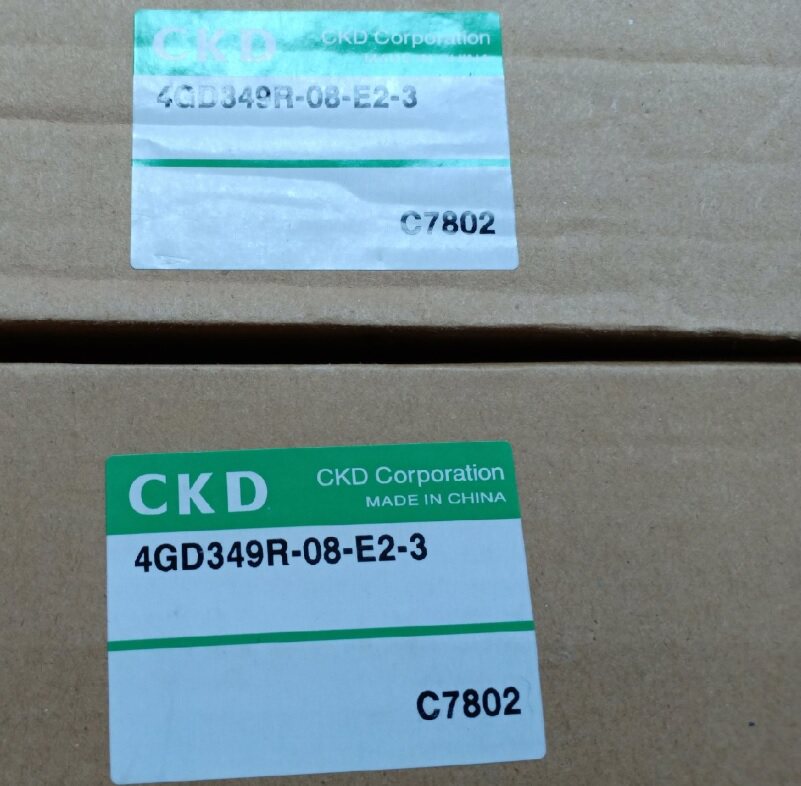 CKD
CKD Corporation
4GD349R-08-E2-3
C7802
CKD
CKD Corporation
MADE IN CHINA
4GD349R-08-E2-3
C7802